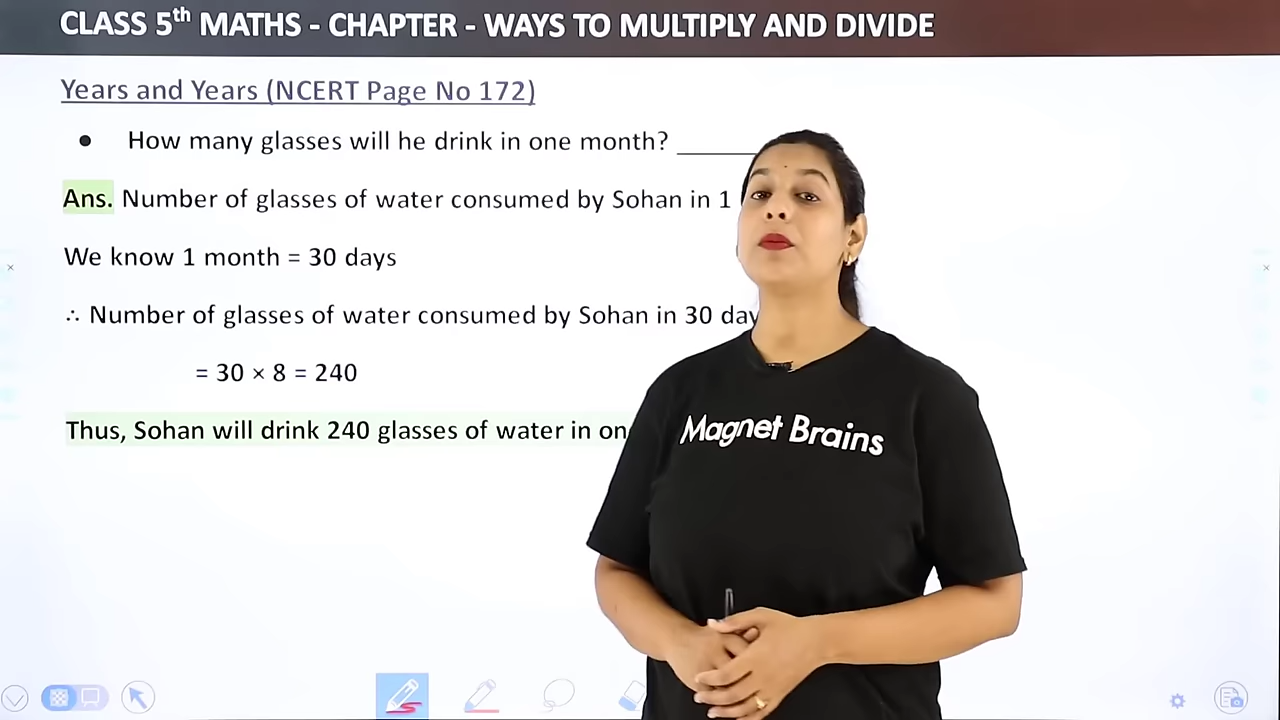 CLASS 5th MATHS - CHAPTER - WAYS TO MULTIPLY AND DIVIDE
Years and Years (NCERT Page No 172)
● How many glasses will he drink in one month? ______
Ans. Number of glasses of water consumed by Sohan in 1
We know 1 month = 30 days
∴ Number of glasses of water consumed by Sohan in 30
= 30 × 8 = 240
Thus, Sohan will drink 240 glasses of water in
Magnet Brains